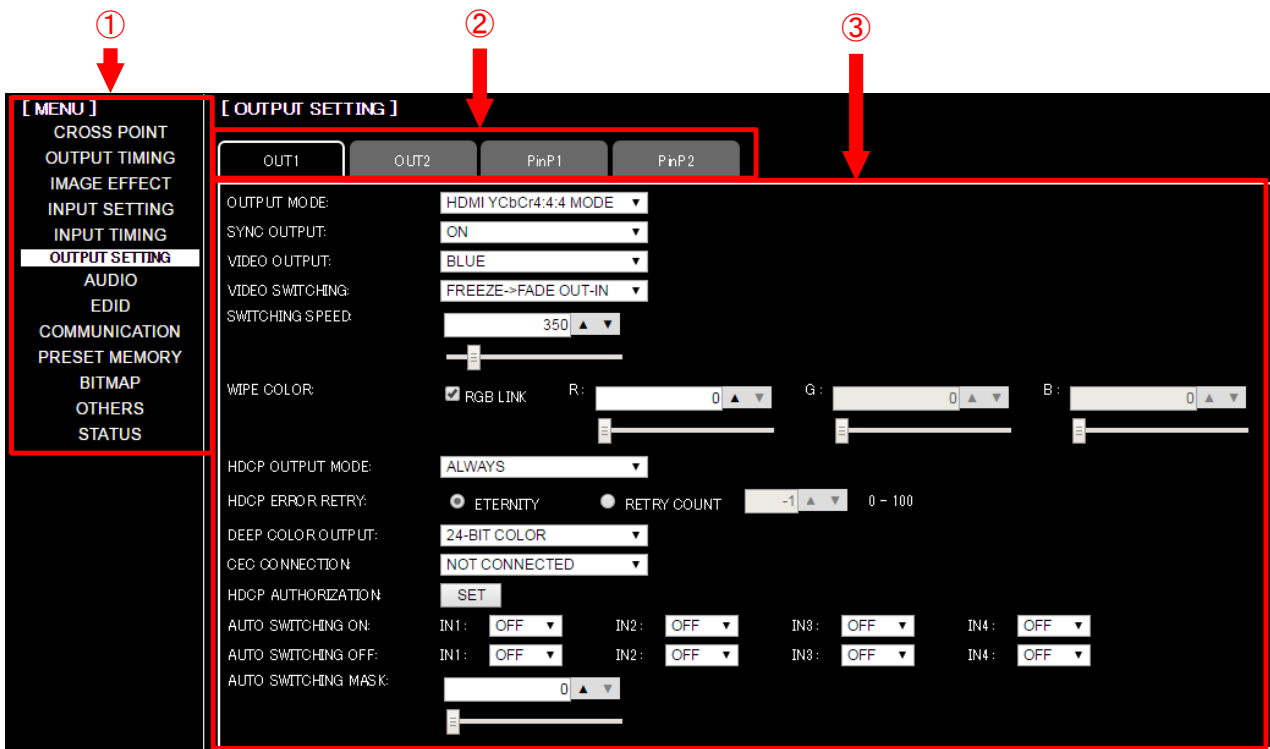 ① ② ③
[ MENU ]
CROSS POINT
OUTPUT TIMING
IMAGE EFFECT
INPUT SETTING
INPUT TIMING
OUTPUT SETTING
AUDIO
EDID
COMMUNICATION
PRESET MEMORY
BITMAP
OTHERS
STATUS
[ OUTPUT SETTING ]
OUT1 OUT2 PinP1 PinP2
OUTPUT MODE: HDMI YCbCr4:4:4 MODE ▼
SYNC OUTPUT: ON ▼
VIDEO OUTPUT: BLUE ▼
VIDEO SWITCHING: FREEZE->FADE OUT-IN ▼
SWITCHING SPEED: 350 ▲ ▼
WIPE COLOR: RGB LINK R: 0 ▲ ▼ G: 0 ▲ ▼ B: 0 ▲ ▼
HDCP OUTPUT MODE: ALWAYS ▼
HDCP ERROR RETRY: ETERNITY RETRY COUNT -1 ▲ ▼ 0 - 100
DEEP COLOR OUTPUT: 24-BIT COLOR ▼
CEC CONNECTION: NOT CONNECTED ▼
HDCP AUTHORIZATION: SET
AUTO SWITCHING ON: IN1: OFF ▼ IN2: OFF ▼ IN3: OFF ▼ IN4: OFF ▼
AUTO SWITCHING OFF: IN1: OFF ▼ IN2: OFF ▼ IN3: OFF ▼ IN4: OFF ▼
AUTO SWITCHING MASK: 0 ▲ ▼